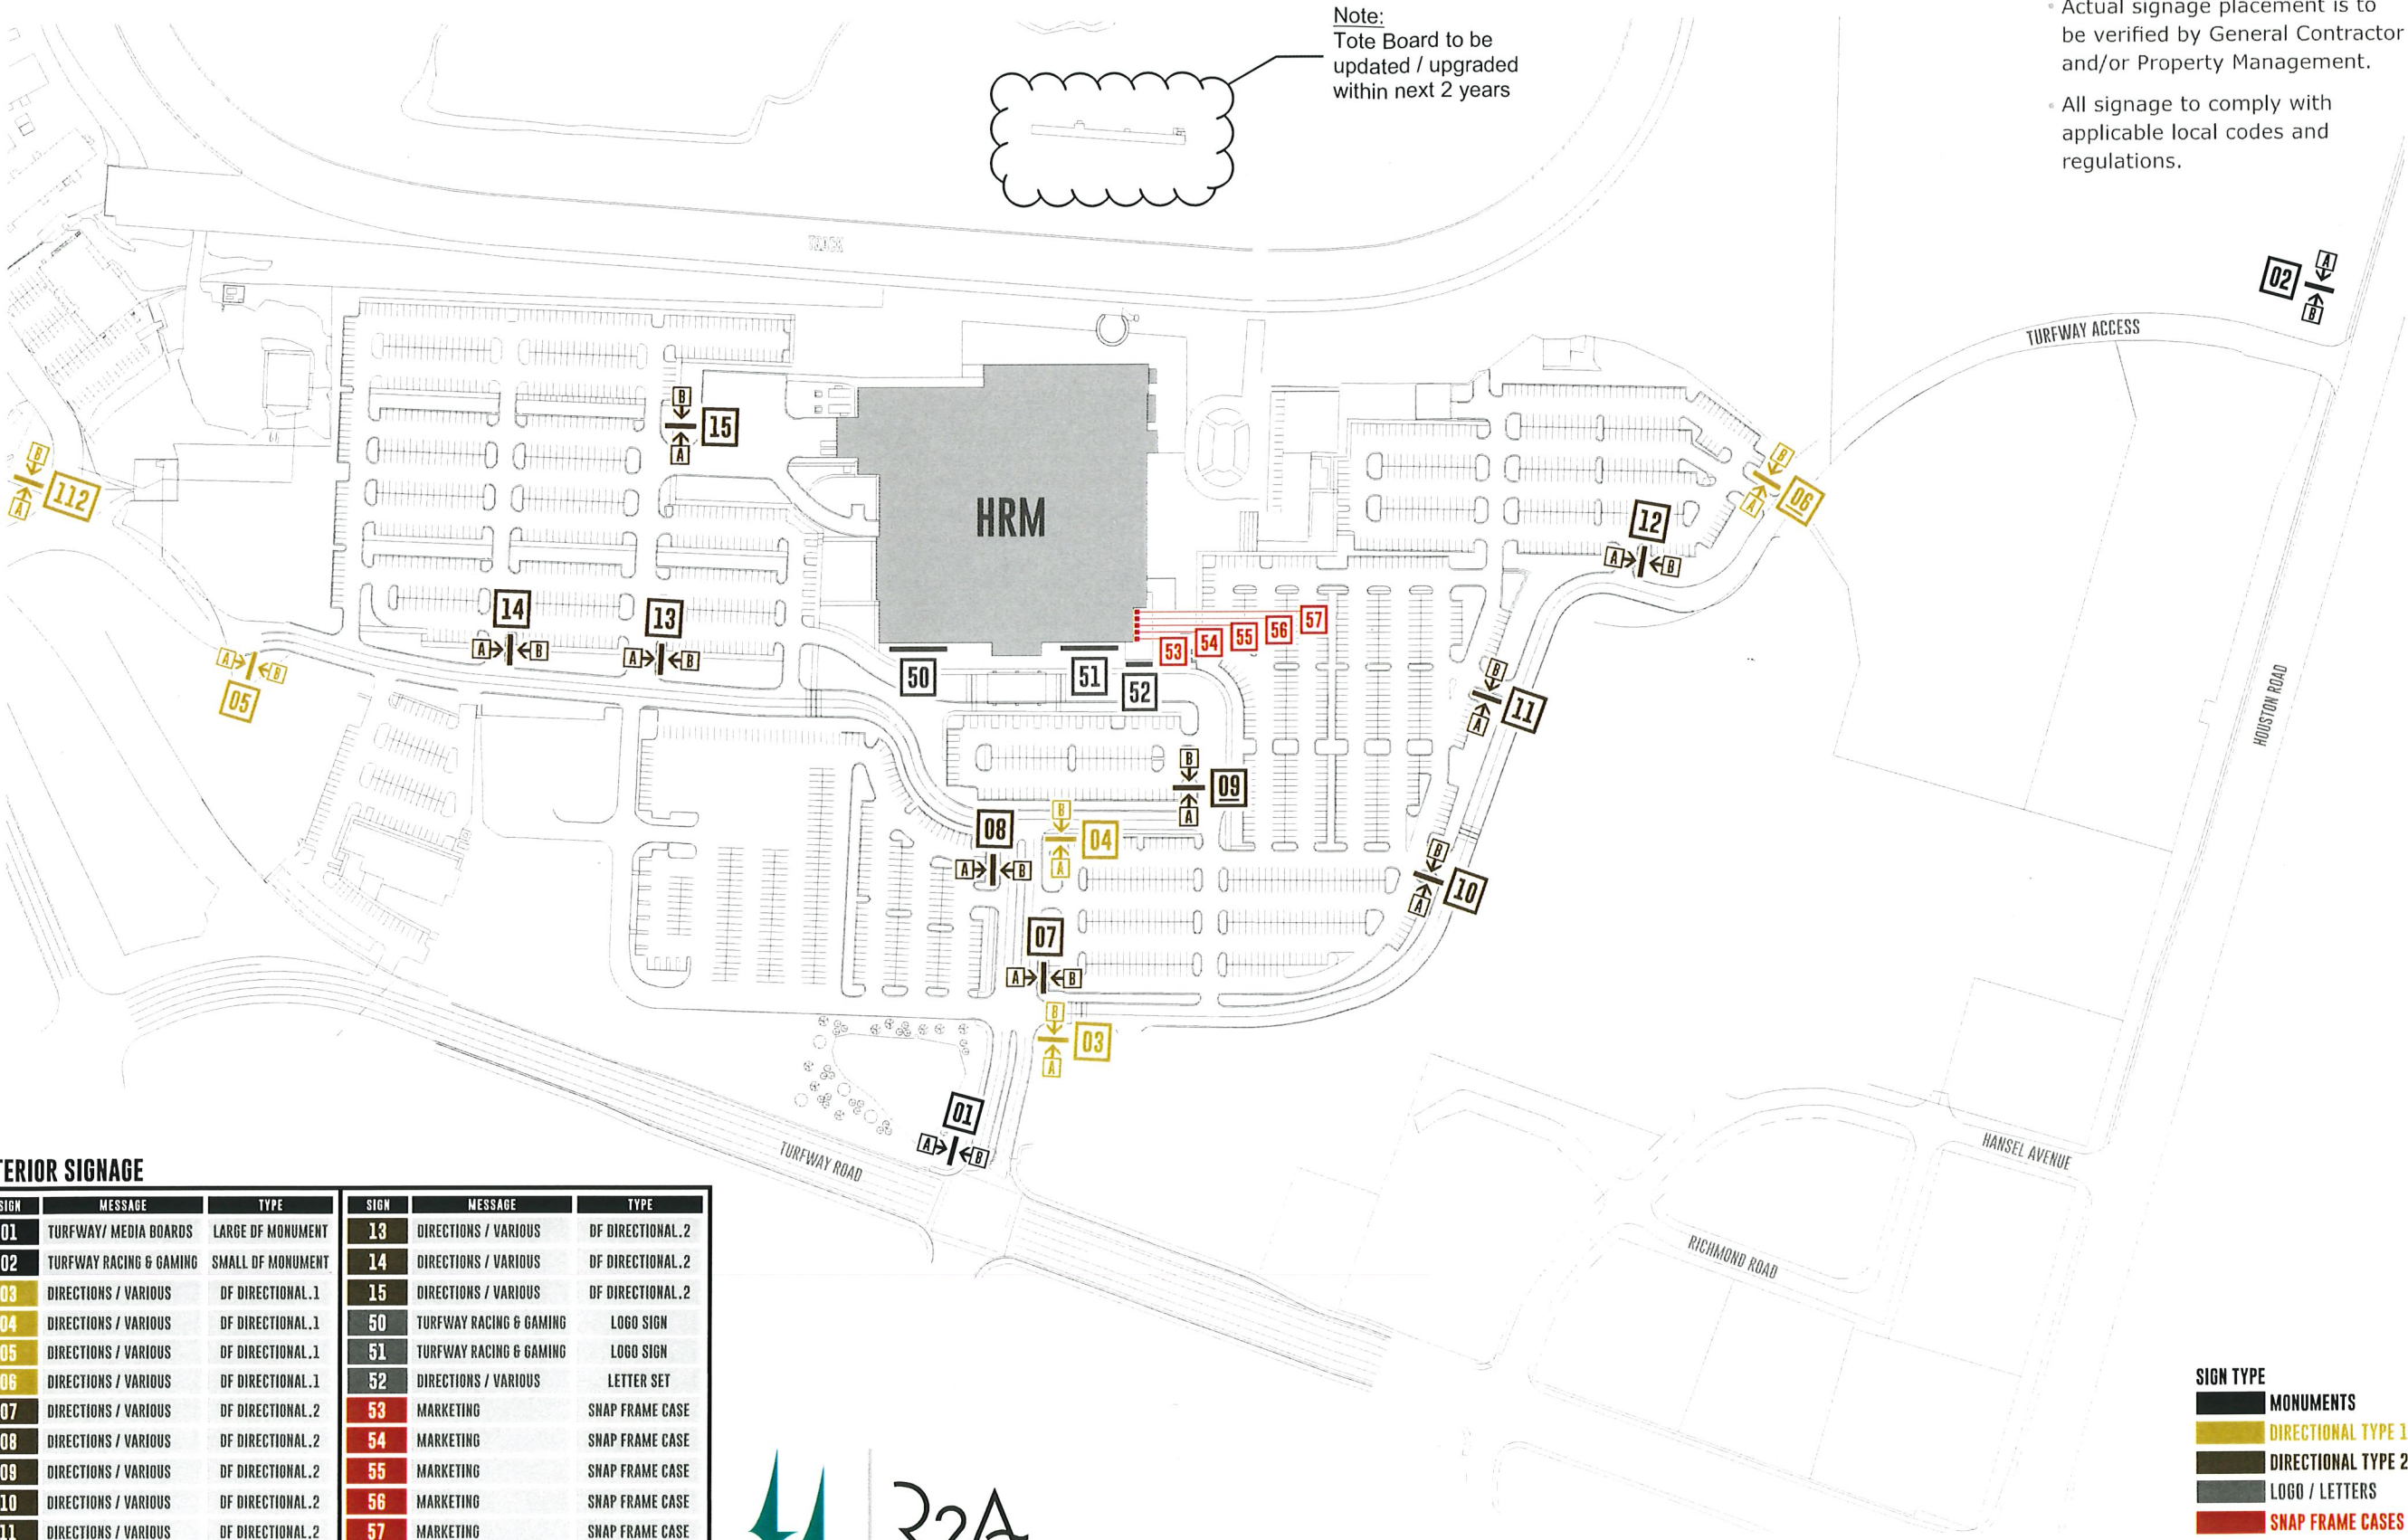 Note:
Tote Board to be
updated / upgraded
within next 2 years
Actual signage placement is to
be verified by General Contractor
and/or Property Management.
All signage to comply with
applicable local codes and
regulations.
TRACK
02
A
B
TURFWAY ACCESS
B
15
A
B
112
A
HRM
B
06
A
12
A
B
14
A
B
13
A
B
57
56
55
54
53
A
B
05
50
51
52
B
11
A
B
09
A
08
A
B
B
04
A
B
10
A
07
A
B
B
03
A
01
A
B
HOUSTON ROAD
TURFWAY ROAD
HANSEL AVENUE
RICHMOND ROAD
TERIOR SIGNAGE
SIGN MESSAGE TYPE SIGN MESSAGE TYPE
01 TURFWAY/ MEDIA BOARDS LARGE DF MONUMENT 13 DIRECTIONS / VARIOUS DF DIRECTIONAL.2
02 TURFWAY RACING & GAMING SMALL DF MONUMENT 14 DIRECTIONS / VARIOUS DF DIRECTIONAL.2
03 DIRECTIONS / VARIOUS DF DIRECTIONAL.1 15 DIRECTIONS / VARIOUS DF DIRECTIONAL.2
04 DIRECTIONS / VARIOUS DF DIRECTIONAL.1 50 TURFWAY RACING & GAMING LOGO SIGN
05 DIRECTIONS / VARIOUS DF DIRECTIONAL.1 51 TURFWAY RACING & GAMING LOGO SIGN
06 DIRECTIONS / VARIOUS DF DIRECTIONAL.1 52 DIRECTIONS / VARIOUS LETTER SET
07 DIRECTIONS / VARIOUS DF DIRECTIONAL.2 53 MARKETING SNAP FRAME CASE
08 DIRECTIONS / VARIOUS DF DIRECTIONAL.2 54 MARKETING SNAP FRAME CASE
09 DIRECTIONS / VARIOUS DF DIRECTIONAL.2 55 MARKETING SNAP FRAME CASE
10 DIRECTIONS / VARIOUS DF DIRECTIONAL.2 56 MARKETING SNAP FRAME CASE
11 DIRECTIONS / VARIOUS DF DIRECTIONAL.2 57 MARKETING SNAP FRAME CASE
R2A
SIGN TYPE
MONUMENTS
DIRECTIONAL TYPE 1
DIRECTIONAL TYPE 2
LOGO / LETTERS
SNAP FRAME CASES